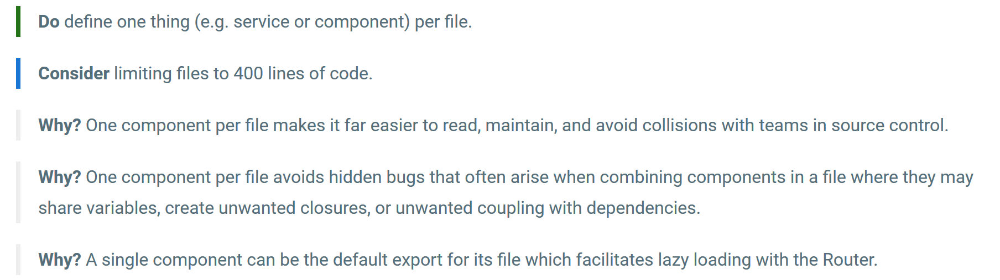 Do define one thing (e.g. service or component) per file.
Consider limiting files to 400 lines of code.
Why? One component per file makes it far easier to read, maintain, and avoid collisions with teams in source control.
Why? One component per file avoids hidden bugs that often arise when combining components in a file where they may
share variables, create unwanted closures, or unwanted coupling with dependencies.
Why? A single component can be the default export for its file which facilitates lazy loading with the Router.